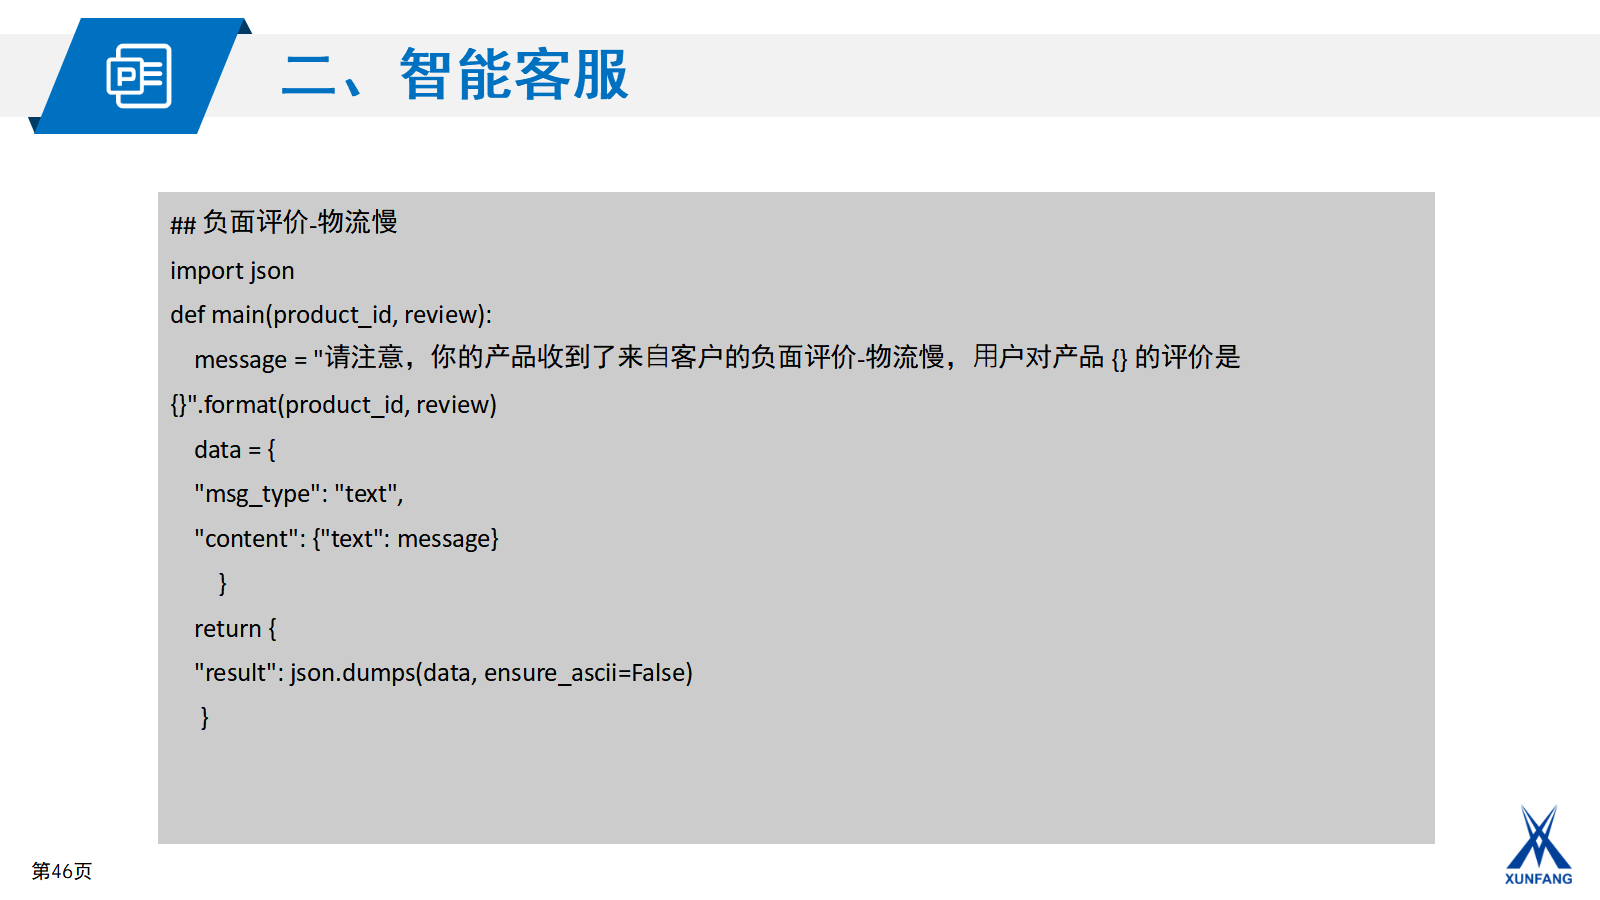 二、智能客服
## 负面评价-物流慢
import json
def main(product_id, review):
    message = "请注意，你的产品收到了来自客户的负面评价-物流慢，用户对产品 {} 的评价是
{}".format(product_id, review)
    data = {
    "msg_type": "text",
    "content": {"text": message}
        }
    return {
    "result": json.dumps(data, ensure_ascii=False)
     }
第46页
XUNFANG